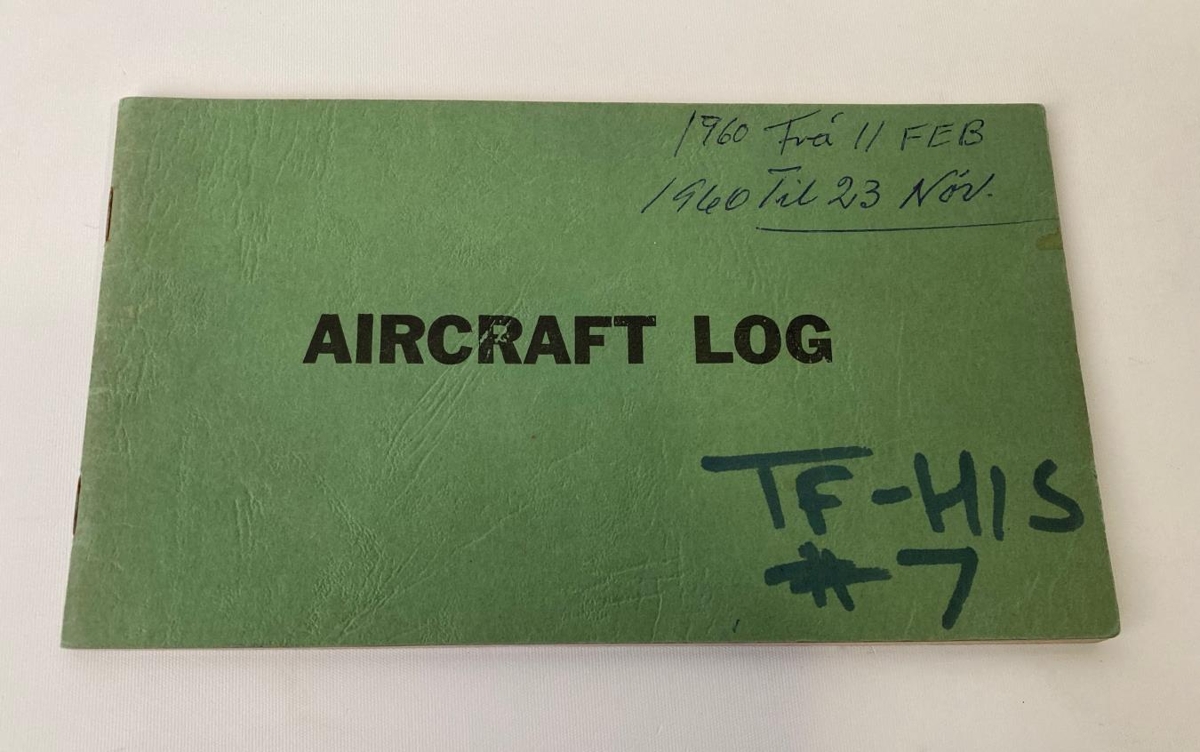 1960 Frá 11 FEB
1960 Til 23 Nóv.
AIRCRAFT LOG
TF-HIS
#7